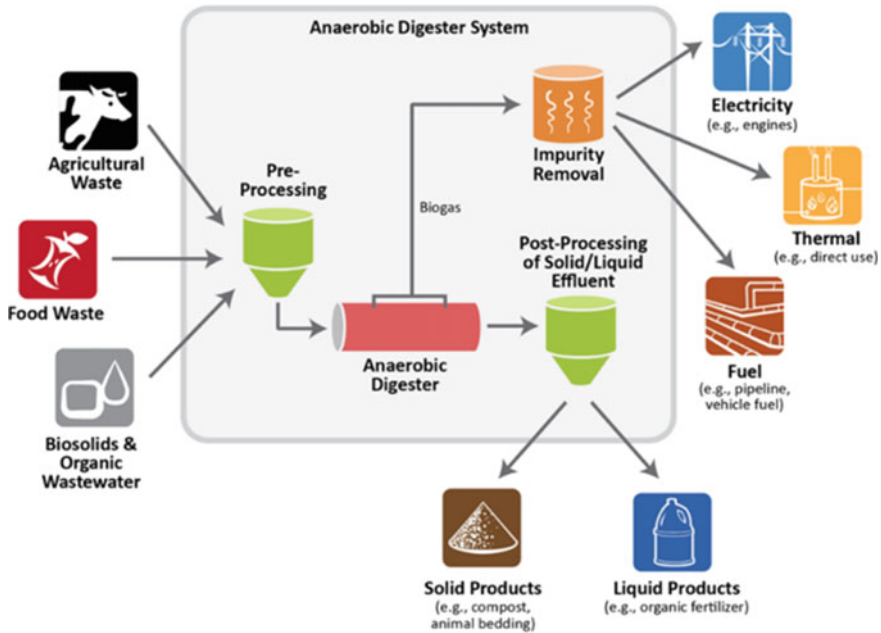 Anaerobic Digester System
Agricultural
Waste
Food Waste
Biosolids &
Organic
Wastewater
Pre-
Processing
Biogas
Anaerobic
Digester
Impurity
Removal
Post-Processing
of Solid/Liquid
Effluent
Electricity
(e.g., engines)
Thermal
(e.g., direct use)
Fuel
(e.g., pipeline,
vehicle fuel)
Solid Products
(e.g., compost,
animal bedding)
Liquid Products
(e.g., organic fertilizer)